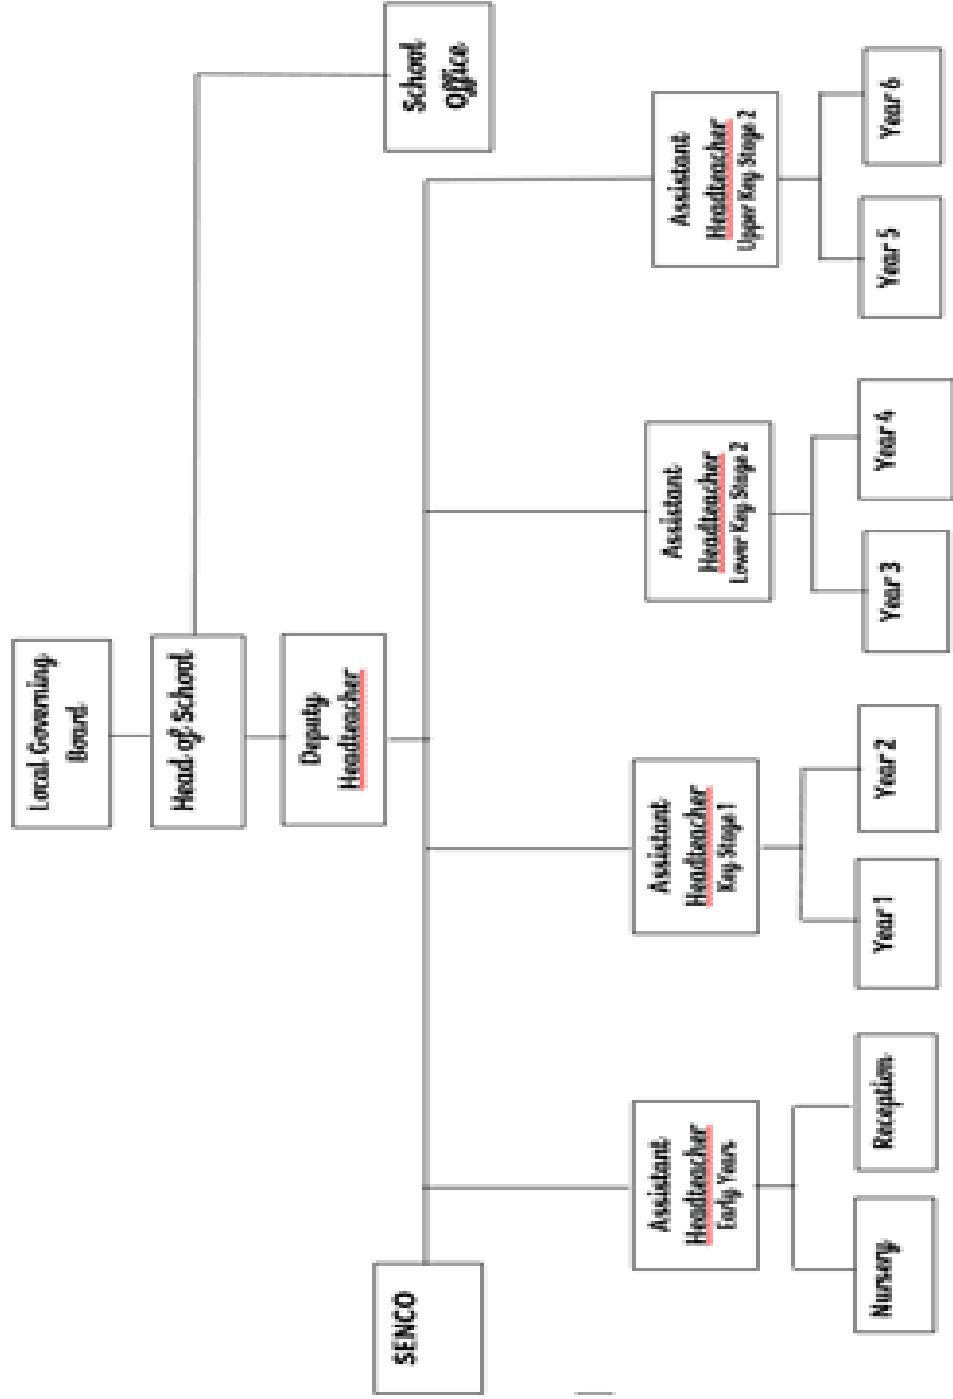 Local Governing
Board
Head of School
School
Office
Deputy
Headteacher
SENCO
Assistant
Headteacher
Early Years
Assistant
Headteacher
Key Stage 1
Assistant
Headteacher
Lower Key Stage 2
Assistant
Headteacher
Upper Key Stage 2
Nursery
Reception
Year 1
Year 2
Year 3
Year 4
Year 5
Year 6